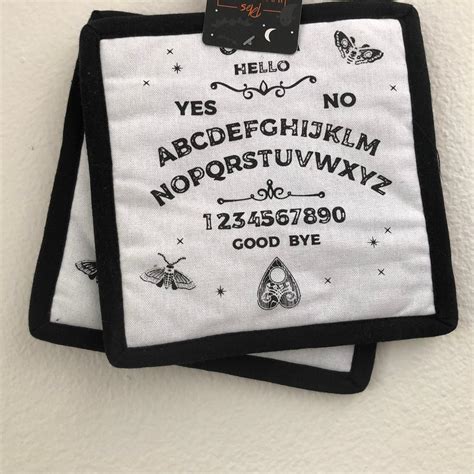 HELLO
YES NO
ABCDEFGHIJKLM
NOPQRSTUVWXYZ
1234567890
GOOD BYE